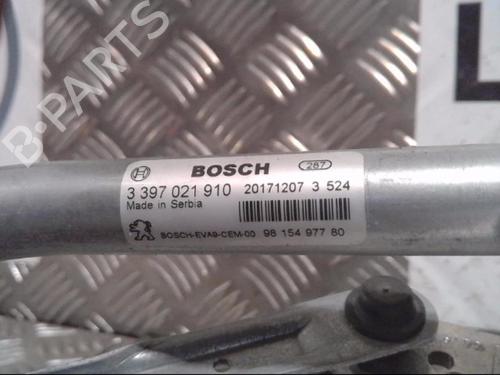 B-PARTS
BOSCH 287
3 397 021 910 20171207 3 524
Made in Serbia
BOSCH-EVA9-CEM-00 98 154 977 80